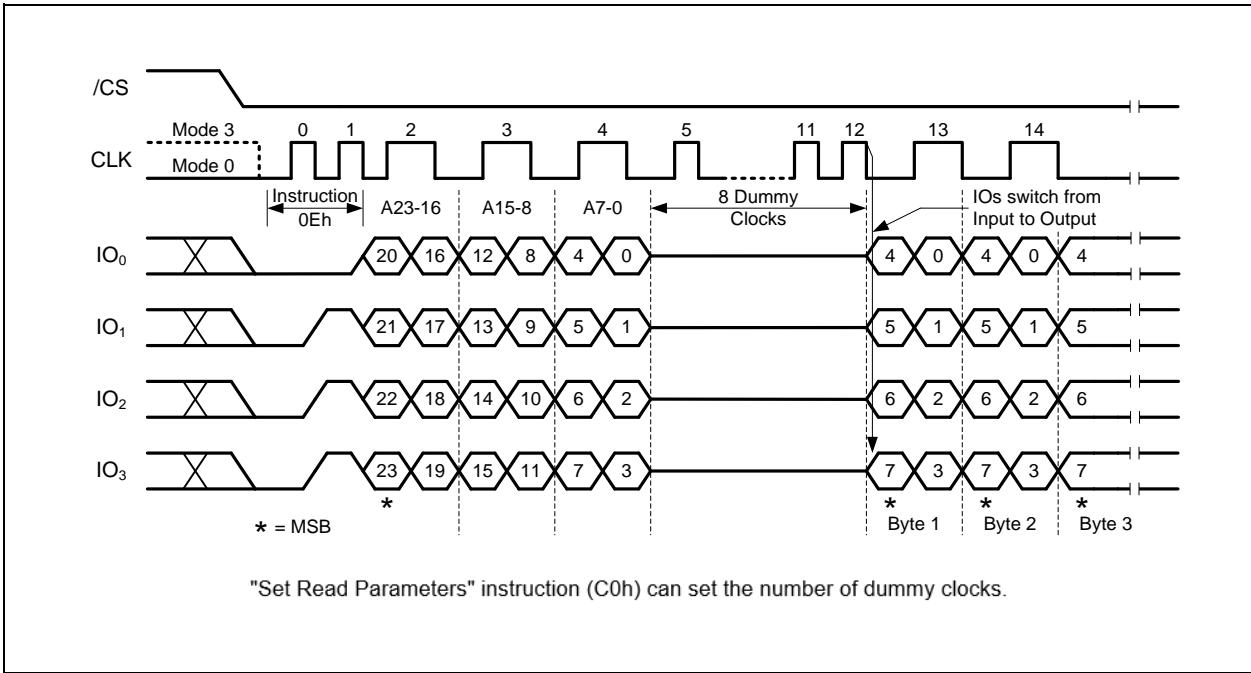 /CS
Mode 3 0 1 2 3 4 5 11 12 13 14
CLK
Mode 0
Instruction
0Eh
A23-16 A15-8 A7-0
8 Dummy
Clocks
IOs switch from
Input to Output
IO0 20 16 12 8 4 0 4 0 4 0 4
IO1 21 17 13 9 5 1 5 1 5 1 5
IO2 22 18 14 10 6 2 6 2 6 2 6
IO3 23 19 15 11 7 3 7 3 7 3 7
* * * *
* = MSB
Byte 1 Byte 2 Byte 3
"Set Read Parameters" instruction (C0h) can set the number of dummy clocks.